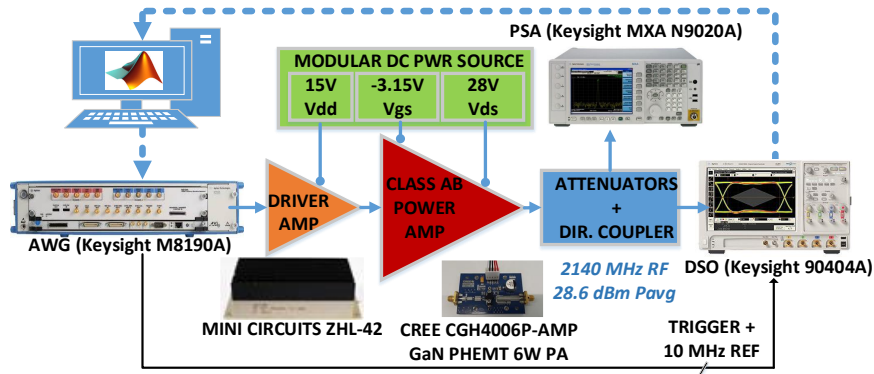 PSA (Keysight MXA N9020A)
MODULAR DC PWR SOURCE
15V
Vdd
-3.15V
Vgs
28V
Vds
DRIVER
AMP
CLASS AB
POWER
AMP
ATTENUATORS
+
DIR. COUPLER
AWG (Keysight M8190A)
DSO (Keysight 90404A)
2140 MHz RF
28.6 dBm Pavg
MINI CIRCUITS ZHL-42
CREE CGH4006P-AMP
GaN PHEMT 6W PA
TRIGGER +
10 MHz REF